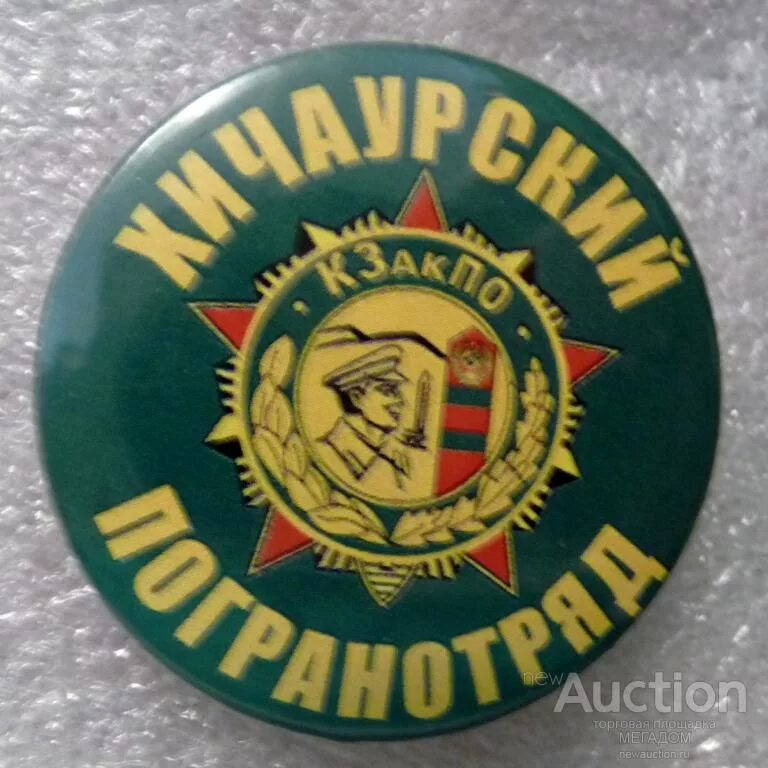 ХИЧАУРСКИЙ
КЗакПО
ПОГРАНОТРЯД
newAuction
торговая площадка
МЕГАДОМ
newauction.ru